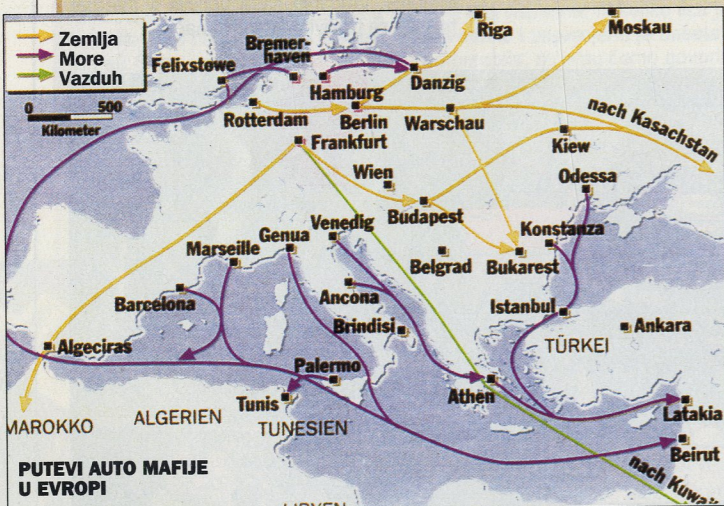 Zemlja
More
Vazduh
0 500
Kilometer
Riga
Moskau
Bremer-
haven
Felixstowe
Hamburg
Danzig
Rotterdam
Berlin
Warschau
nach Kasachstan
Frankfurt
Kiew
Wien
Odessa
Budapest
Genua
Venedig
Konstanza
Marseille
Belgrad
Bukarest
Barcelona
Ancona
Istanbul
Brindisi
Ankara
Algeciras
TÜRKEI
Palermo
Athen
Tunis
Latakia
MAROKKO
ALGERIEN
TUNESIEN
Beirut
PUTEVI AUTO MAFIJE
U EVROPI
nach